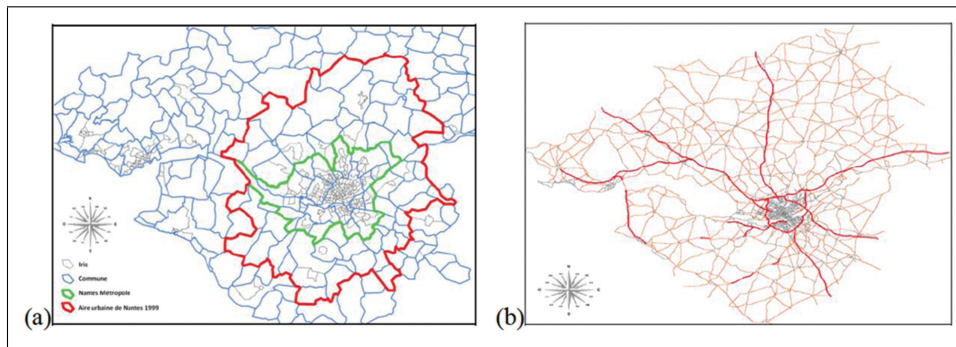 (a)
Iris
Commune
Nantes Métropole
Aire urbaine de Nantes 1999
(b)